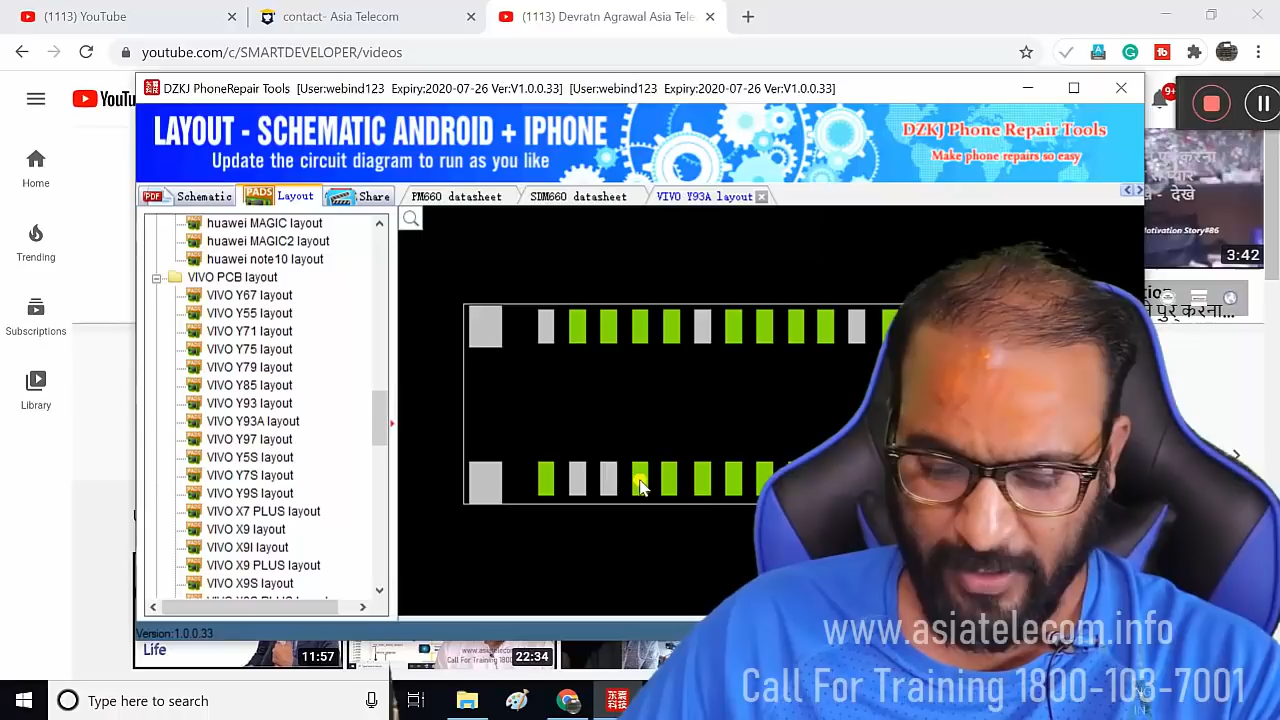 (1113) YouTube
contact- Asia Telecom
(1113) Devratn Agrawal Asia Tele
youtube.com/c/SMARTDEVELOPER/videos
DZKJ PhoneRepair Tools [User:webind123 Expiry:2020-07-26 Ver:V1.0.0.33] [User:webind123 Expiry:2020-07-26 Ver:V1.0.0.33]
YouTu
9+
LAYOUT - SCHEMATIC ANDROID + IPHONE
Update the circuit diagram to run as you like
DZKJ Phone Repair Tools
Make phone repairs so easy
Home
Trending
Subscriptions
Library
PDF Schematic
PADS Layout
Share
PM660 datasheet
SDM660 datasheet
VIVO Y93A layout
huawei MAGIC layout
huawei MAGIC2 layout
huawei note10 layout
VIVO PCB layout
VIVO Y67 layout
VIVO Y55 layout
VIVO Y71 layout
VIVO Y75 layout
VIVO Y79 layout
VIVO Y85 layout
VIVO Y93 layout
VIVO Y93A layout
VIVO Y97 layout
VIVO Y5S layout
VIVO Y7S layout
VIVO Y9S layout
VIVO X7 PLUS layout
VIVO X9 layout
VIVO X9I layout
VIVO X9 PLUS layout
VIVO X9S layout
करना
- देखे
otivation Story#86
3:42
Version:1.0.0.33
Life
11:57
22:34
www.asiatelecom.info
Call For Training 1800-103-7001
Type here to search